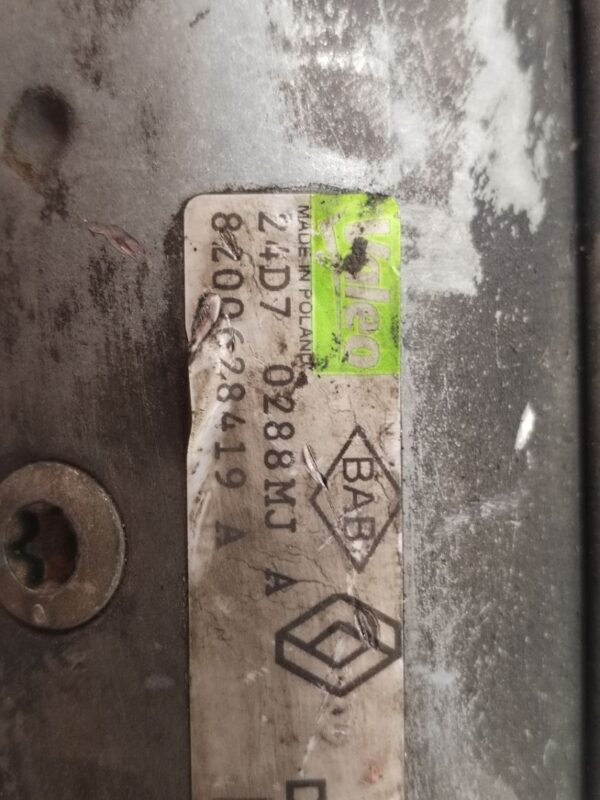 Valeo
BAB
MADE IN POLAND
24D7 0288MJ A
8200628419 A